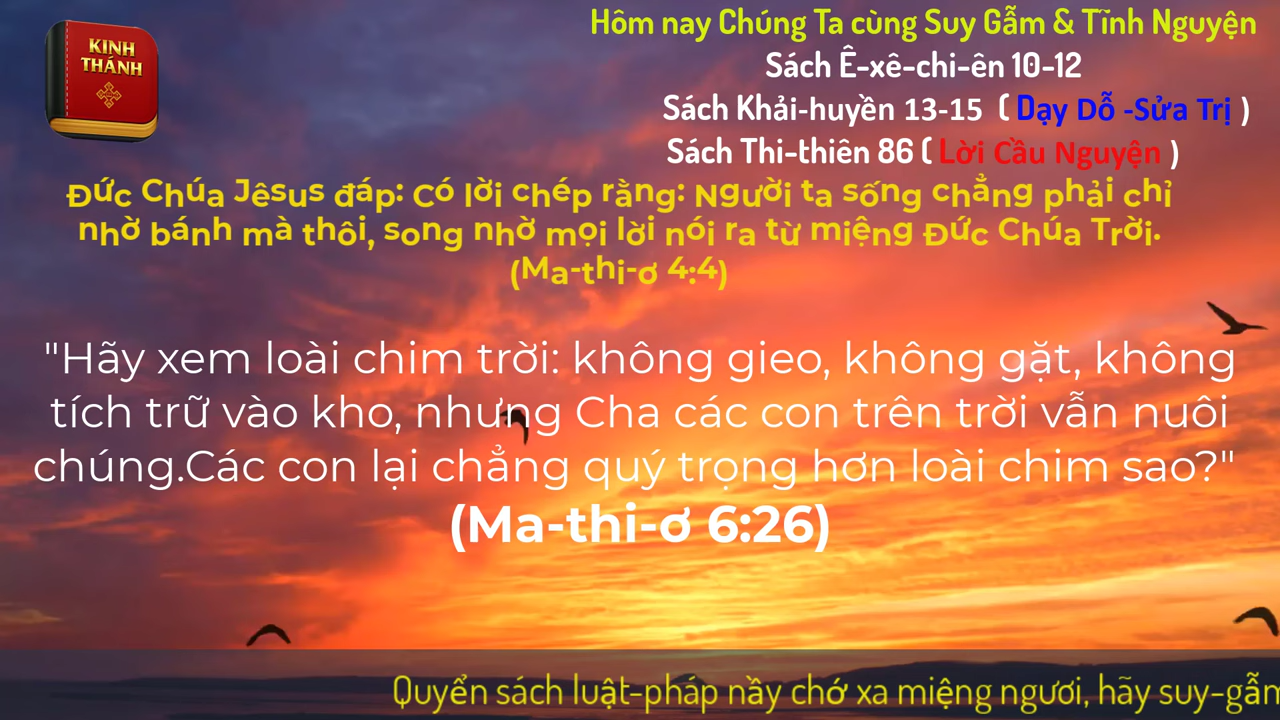 KINH
THÁNH
Hôm nay Chúng Ta cùng Suy Gẫm & Tĩnh Nguyện
Sách Ê-xê-chi-ên 10-12
Sách Khải-huyền 13-15 ( Dạy Dỗ -Sửa Trị )
Sách Thi-thiên 86 ( Lời Cầu Nguyện )
Đức Chúa Jêsus đáp: Có lời chép rằng: Người ta sống chẳng phải chỉ
nhờ bánh mà thôi, song nhờ mọi lời nói ra từ miệng Đức Chúa Trời.
(Ma-thi-ơ 4:4)
"Hãy xem loài chim trời: không gieo, không gặt, không
tích trữ vào kho, nhưng Cha các con trên trời vẫn nuôi
chúng.Các con lại chẳng quý trọng hơn loài chim sao?"
(Ma-thi-ơ 6:26)
Quyển sách luật-pháp nầy chớ xa miệng ngươi, hãy suy-gẫm